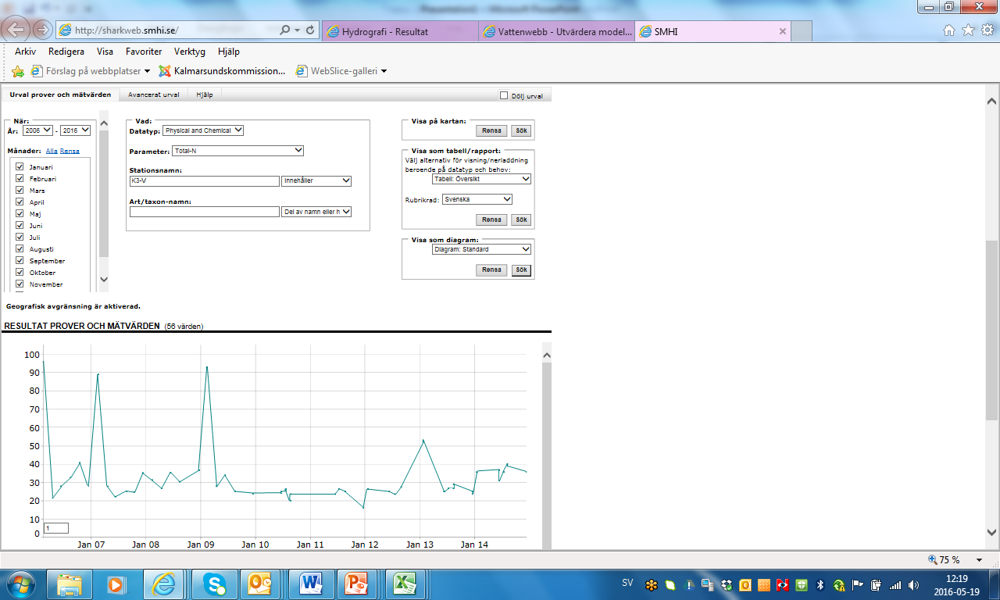 Presentation1 - Microsoft PowerPoint
http://sharkweb.smhi.se/
Hydrografi - Resultat
Vattenwebb - Utvärdera model...
SMHI
Arkiv Redigera Visa Favoriter Verktyg Hjälp
Förslag på webbplatser Kalmarsundskommission... WebSlice-galleri
Urval prover och mätvärden Avancerat urval Hjälp Dölj urval
När:
År: 2006 - 2016
Månader: Alla Rensa
Januari
Februari
Mars
April
Maj
Juni
Juli
Augusti
September
Oktober
November
Vad:
Datatyp: Physical and Chemical
Parameter: Total-N
Stationsnamn:
K3-V Innehåller
Art/taxon-namn:
Del av namn eller h
Visa på kartan:
Rensa Sök
Visa som tabell/rapport:
Välj alternativ för visning/nerladdning
beroende på datatyp och behov:
Tabell: Översikt
Rubrikrad: Svenska
Rensa Sök
Visa som diagram:
Diagram: Standard
Rensa Sök
Geografisk avgränsning är aktiverad.
RESULTAT PROVER OCH MÄTVÄRDEN (56 värden)
100
90
80
70
60
50
40
30
20
10
0
1
Jan 07 Jan 08 Jan 09 Jan 10 Jan 11 Jan 12 Jan 13 Jan 14
75 %
SV
12:19
2016-05-19